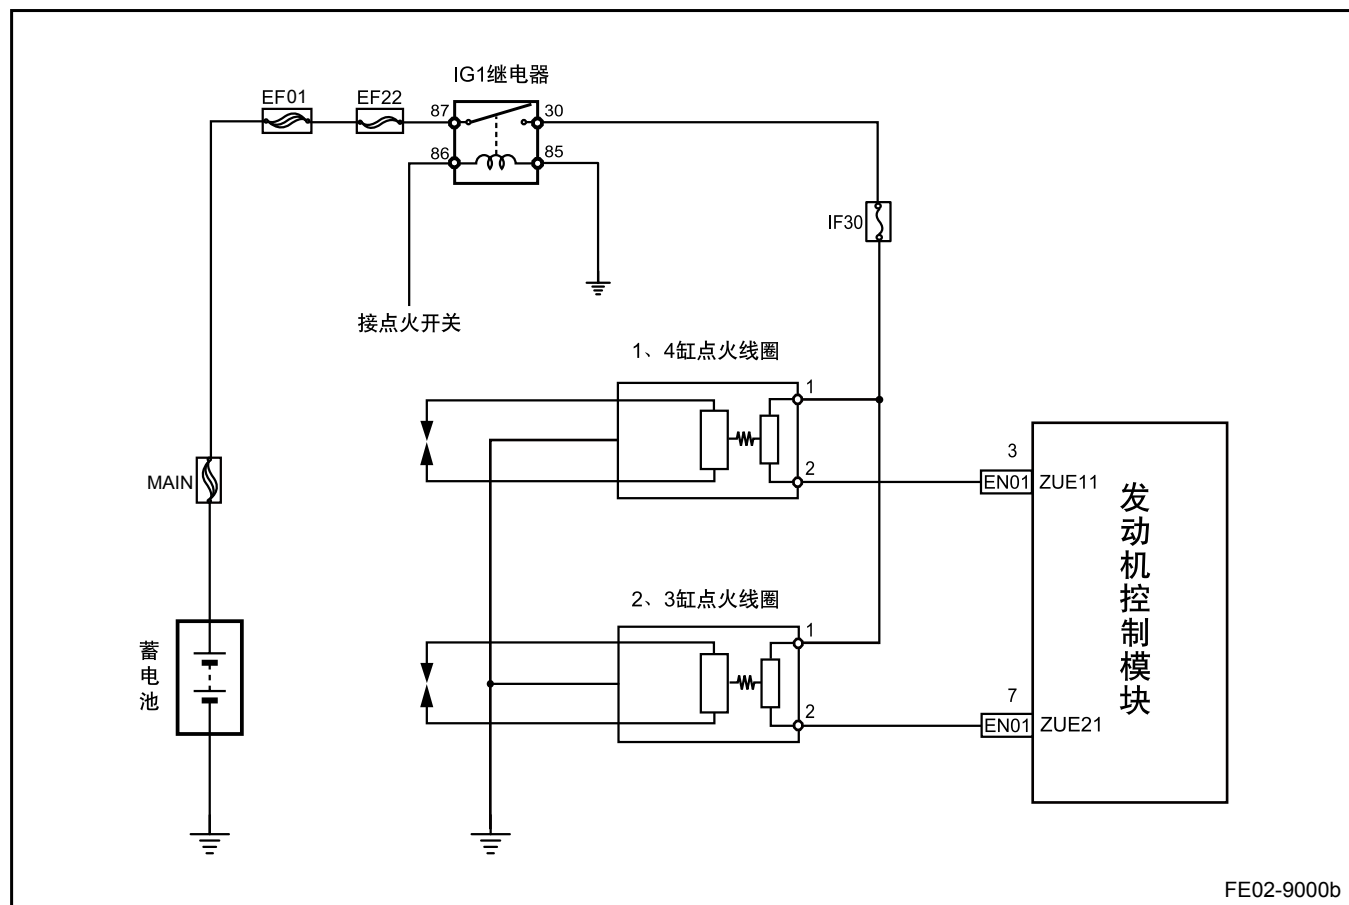 IG1继电器
EF01
EF22
87
30
86
85
IF30
接点火开关
1、4缸点火线圈
1
2
3
EN01
ZUE11
MAIN
发动机控制模块
2、3缸点火线圈
1
2
7
EN01
ZUE21
蓄电池
FE02-9000b